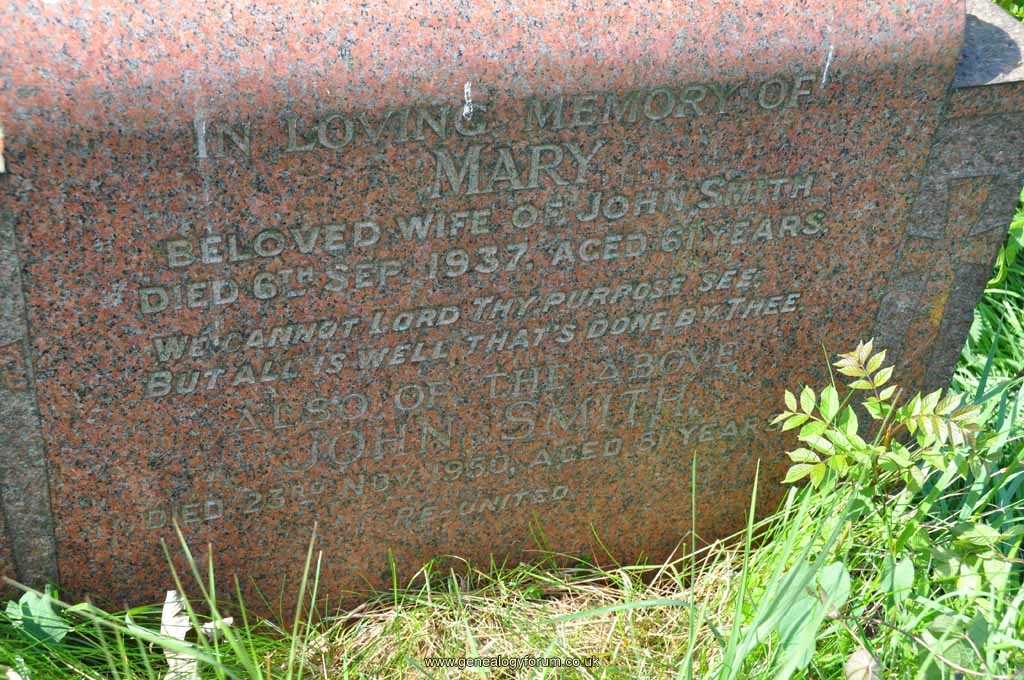 IN LOVING MEMORY OF
MARY
BELOVED WIFE OF JOHN SMITH
DIED 6TH SEP. 1937, AGED 61 YEARS.
WE CANNOT LORD THY PURPOSE SEE,
BUT ALL IS WELL THAT'S DONE BY THEE.
ALSO OF THE ABOVE
JOHN SMITH,
DIED 23RD NOV. 1950, AGED 81 YEARS
RE-UNITED
www.genealogyforum.co.uk